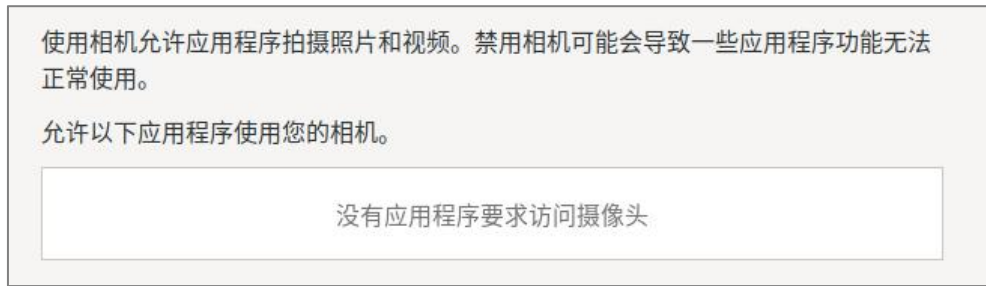 使用相机允许应用程序拍摄照片和视频。禁用相机可能会导致一些应用程序功能无法
正常使用。
允许以下应用程序使用您的相机。
没有应用程序要求访问摄像头